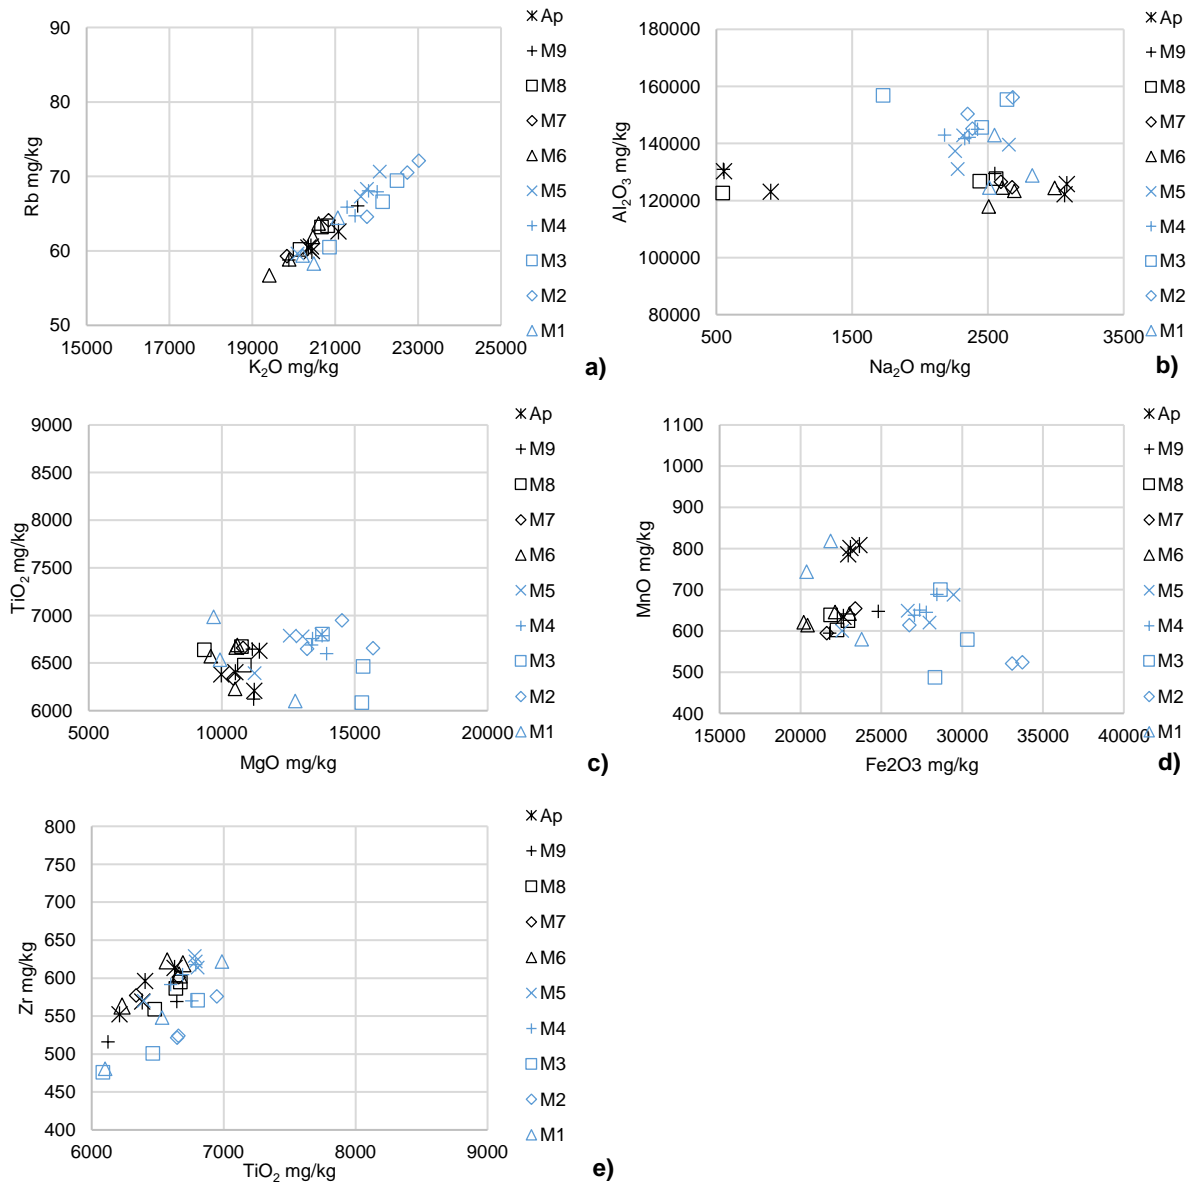 90
80
70
60
50
Rb mg/kg
15000 17000 19000 21000 23000 25000
K₂O mg/kg
Ap
M9
M8
M7
M6
M5
M4
M3
M2
M1
a)
180000
160000
140000
120000
100000
80000
Al₂O₃ mg/kg
500 1500 2500 3500
Na₂O mg/kg
Ap
M9
M8
M7
M6
M5
M4
M3
M2
M1
b)
9000
8500
8000
7500
7000
6500
6000
TiO₂ mg/kg
5000 10000 15000 20000
MgO mg/kg
Ap
M9
M8
M7
M6
M5
M4
M3
M2
M1
c)
1100
1000
900
800
700
600
500
400
MnO mg/kg
15000 20000 25000 30000 35000 40000
Fe2O3 mg/kg
Ap
M9
M8
M7
M6
M5
M4
M3
M2
M1
d)
800
750
700
650
600
550
500
450
400
Zr mg/kg
6000 7000 8000 9000
TiO₂ mg/kg
Ap
M9
M8
M7
M6
M5
M4
M3
M2
M1
e)